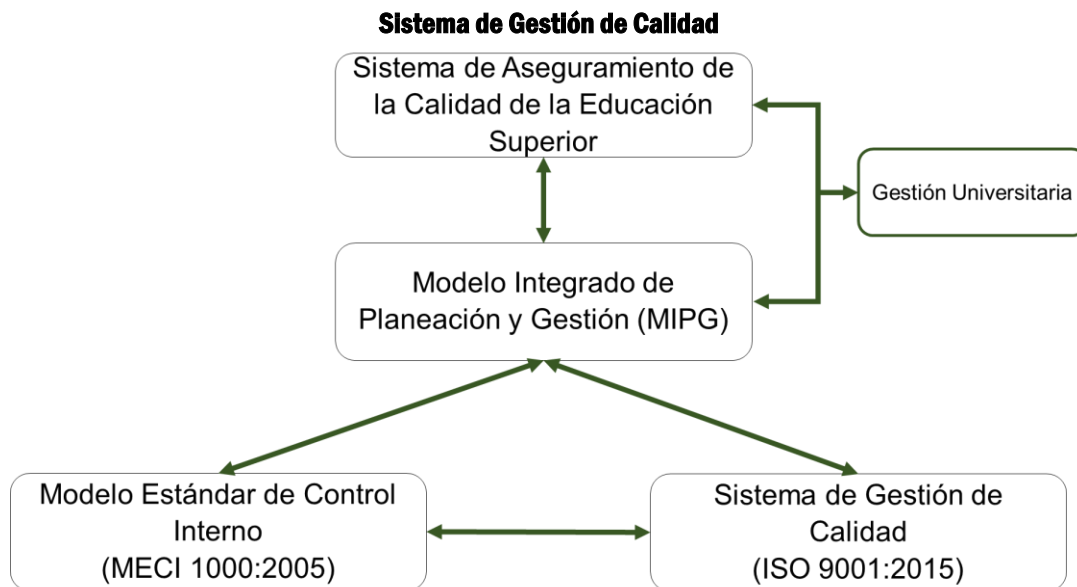 Sistema de Gestión de Calidad
Sistema de Aseguramiento de
la Calidad de la Educación
Superior
Gestión Universitaria
Modelo Integrado de
Planeación y Gestión (MIPG)
Modelo Estándar de Control
Interno
(MECI 1000:2005)
Sistema de Gestión de
Calidad
(ISO 9001:2015)